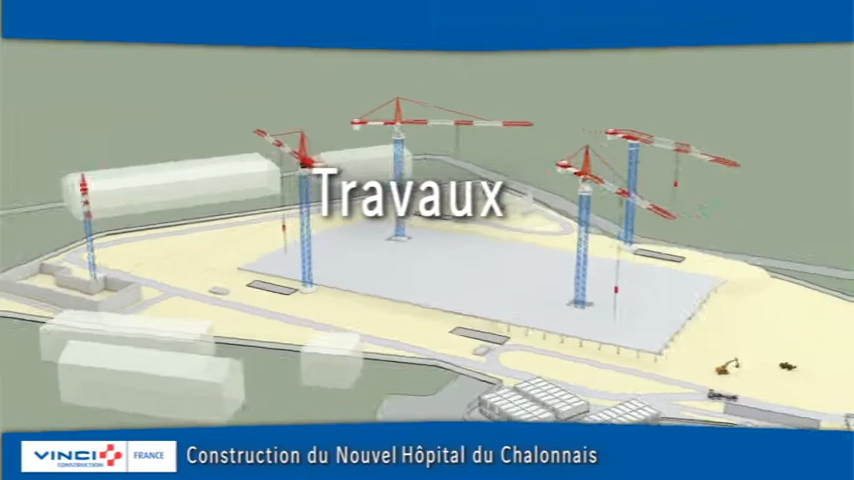 Travaux
VINCI CONSTRUCTION FRANCE
Construction du Nouvel Hôpital du Chalonnais